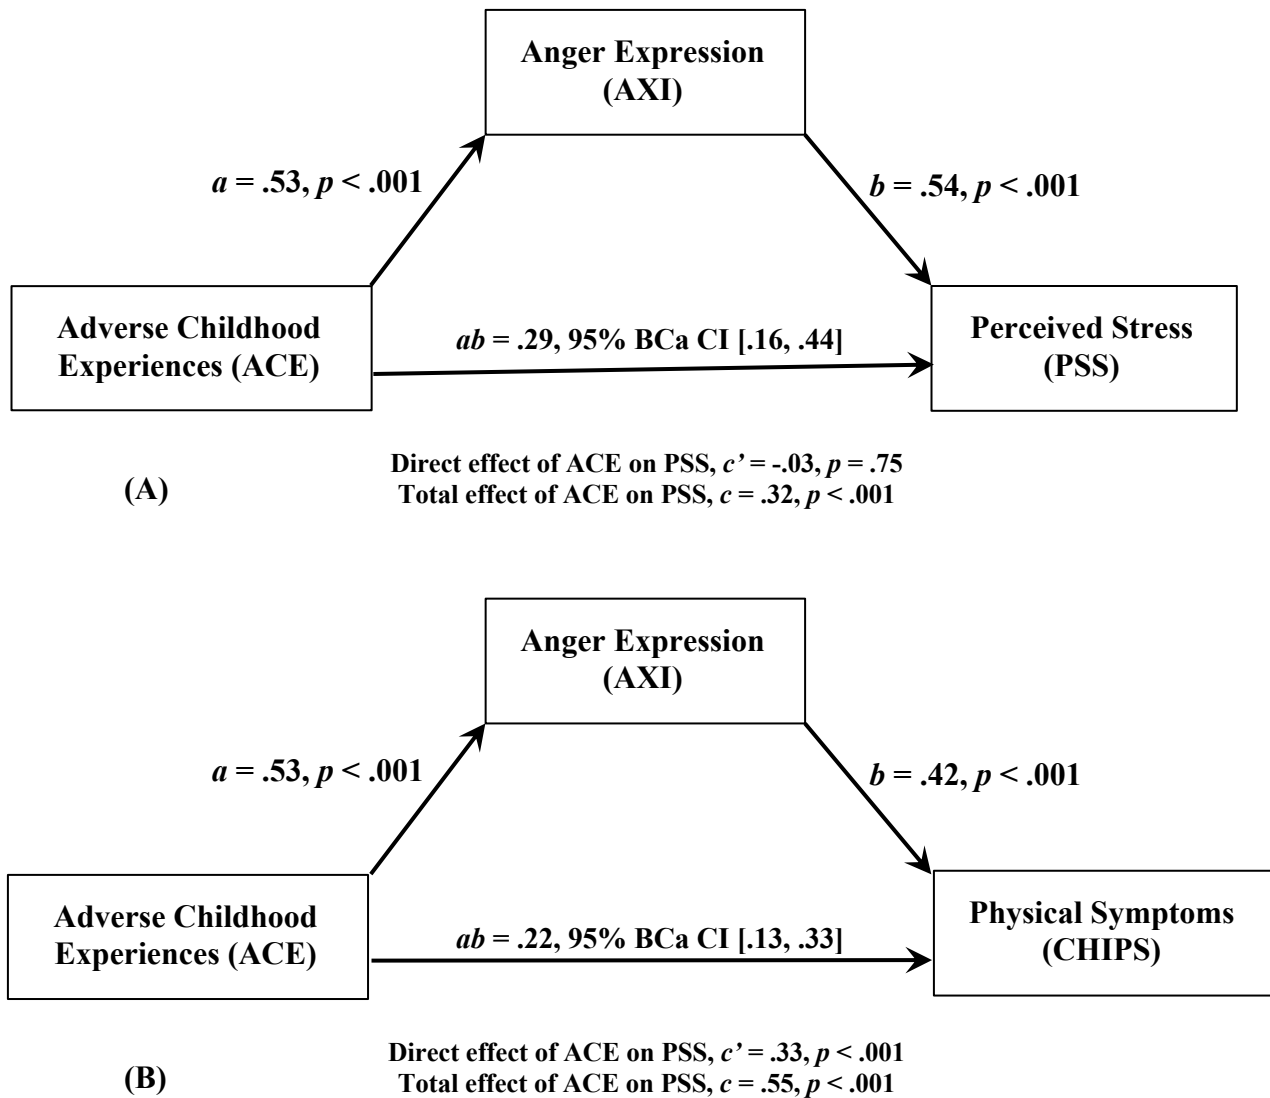 Anger Expression
(AXI)
a = .53, p < .001
b = .54, p < .001
Adverse Childhood
Experiences (ACE)
ab = .29, 95% BCa CI [.16, .44]
Perceived Stress
(PSS)
(A)
Direct effect of ACE on PSS, c’ = -.03, p = .75
Total effect of ACE on PSS, c = .32, p < .001
Anger Expression
(AXI)
a = .53, p < .001
b = .42, p < .001
Adverse Childhood
Experiences (ACE)
ab = .22, 95% BCa CI [.13, .33]
Physical Symptoms
(CHIPS)
(B)
Direct effect of ACE on PSS, c’ = .33, p < .001
Total effect of ACE on PSS, c = .55, p < .001